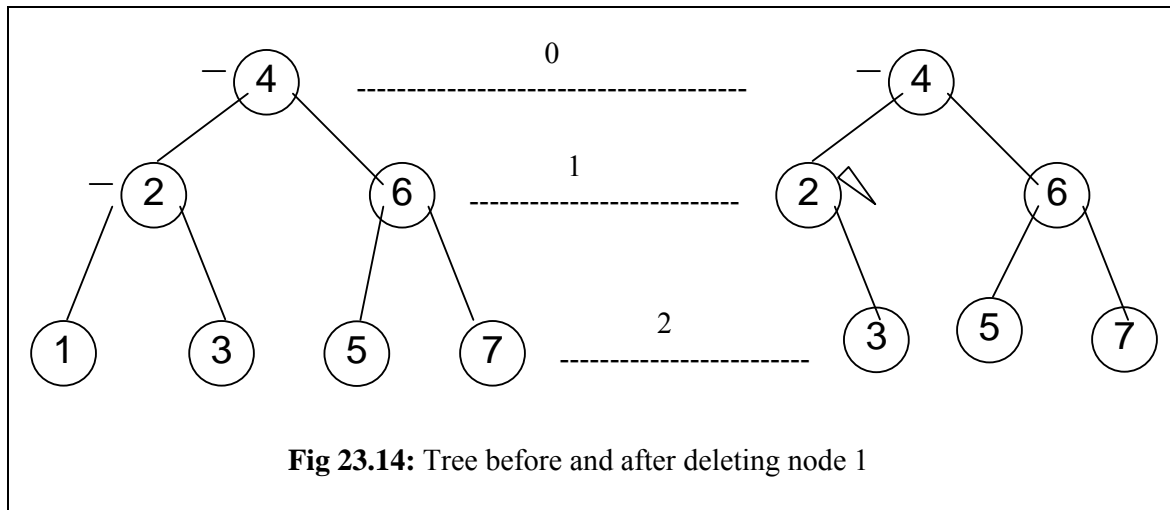 0
— 4 — 4
1
— 2 6 2 6
2
1 3 5 7 3 5 7
Fig 23.14: Tree before and after deleting node 1